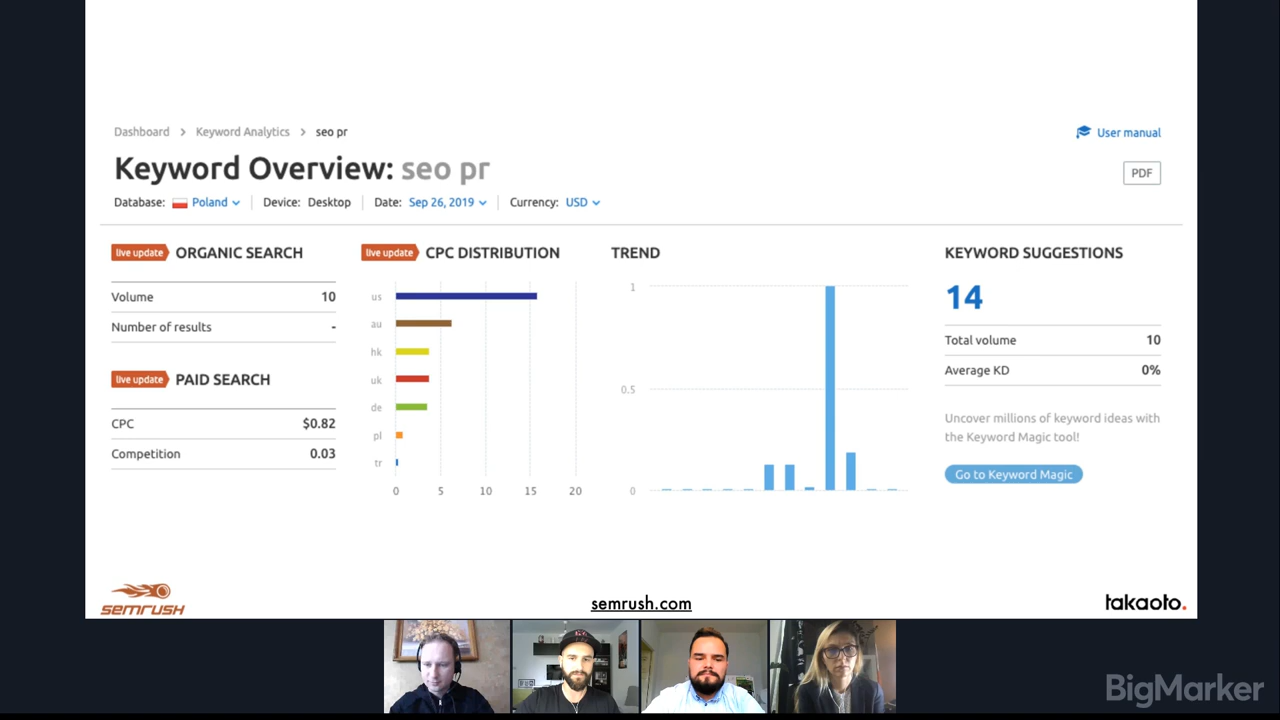 Dashboard > Keyword Analytics > seo pr
User manual
Keyword Overview: seo pr
PDF
Database: Poland Device: Desktop Date: Sep 26, 2019 Currency: USD
live update ORGANIC SEARCH
Volume 10
Number of results -
live update PAID SEARCH
CPC $0.82
Competition 0.03
live update CPC DISTRIBUTION
us
au
hk
uk
de
pl
tr
0 5 10 15 20
TREND
1
0.5
0
KEYWORD SUGGESTIONS
14
Total volume 10
Average KD 0%
Uncover millions of keyword ideas with
the Keyword Magic tool!
Go to Keyword Magic
semrush
semrush.com
takaoto.
BigMarker